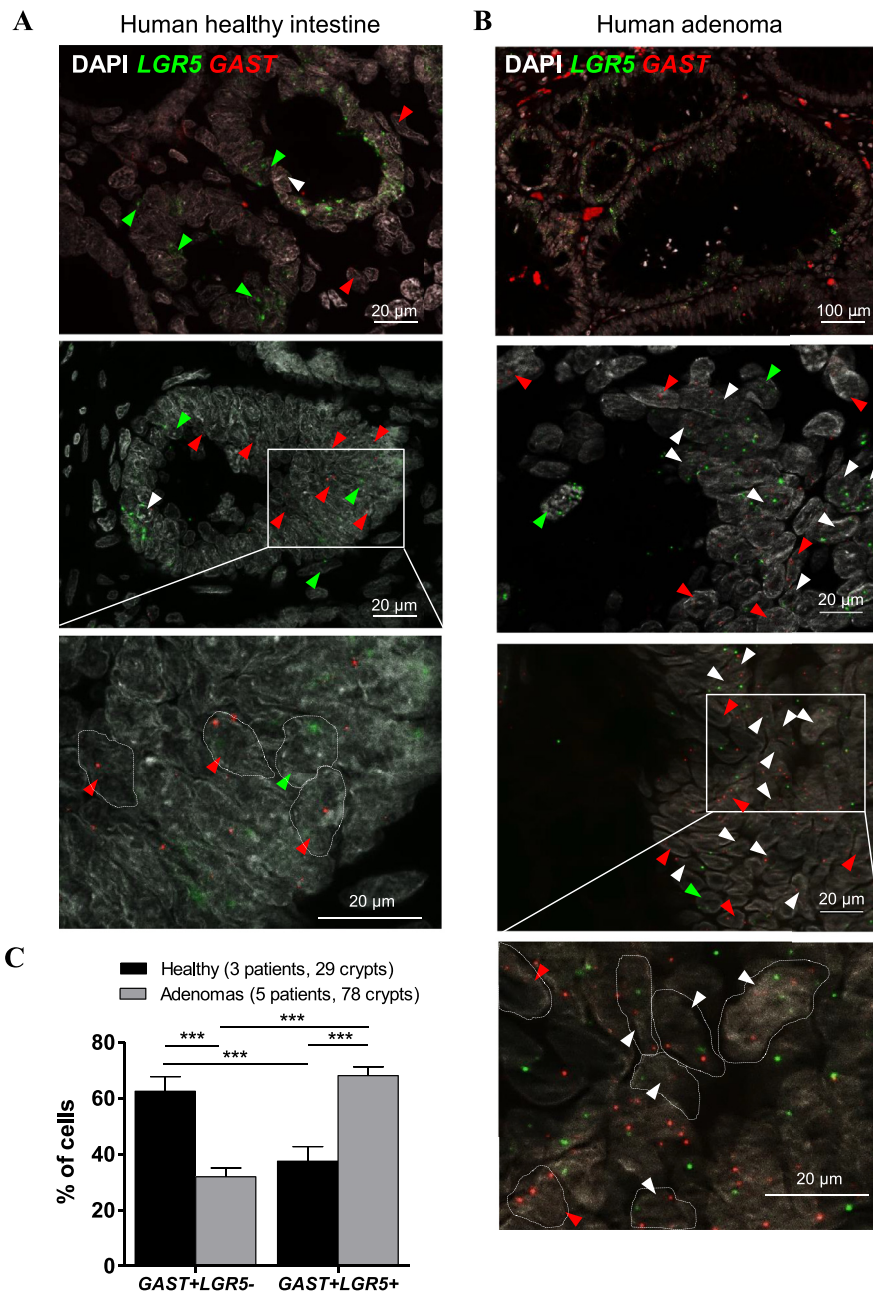 A
Human healthy intestine
DAPI LGR5 GAST
20 µm
20 µm
20 µm
B
Human adenoma
DAPI LGR5 GAST
100 µm
20 µm
20 µm
20 µm
C
Healthy (3 patients, 29 crypts)
Adenomas (5 patients, 78 crypts)
***
***
***
***
% of cells
80
60
40
20
0
GAST+LGR5-
GAST+LGR5+